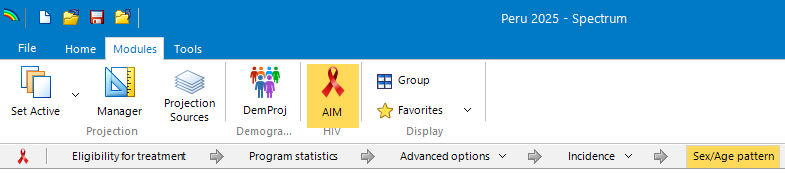 Peru 2025 - Spectrum
File Home Modules Tools
Set Active Manager Projection Sources DemProj AIM Group Favorites
Projection Demogra... HIV Display
Eligibility for treatment Program statistics Advanced options Incidence Sex/Age pattern